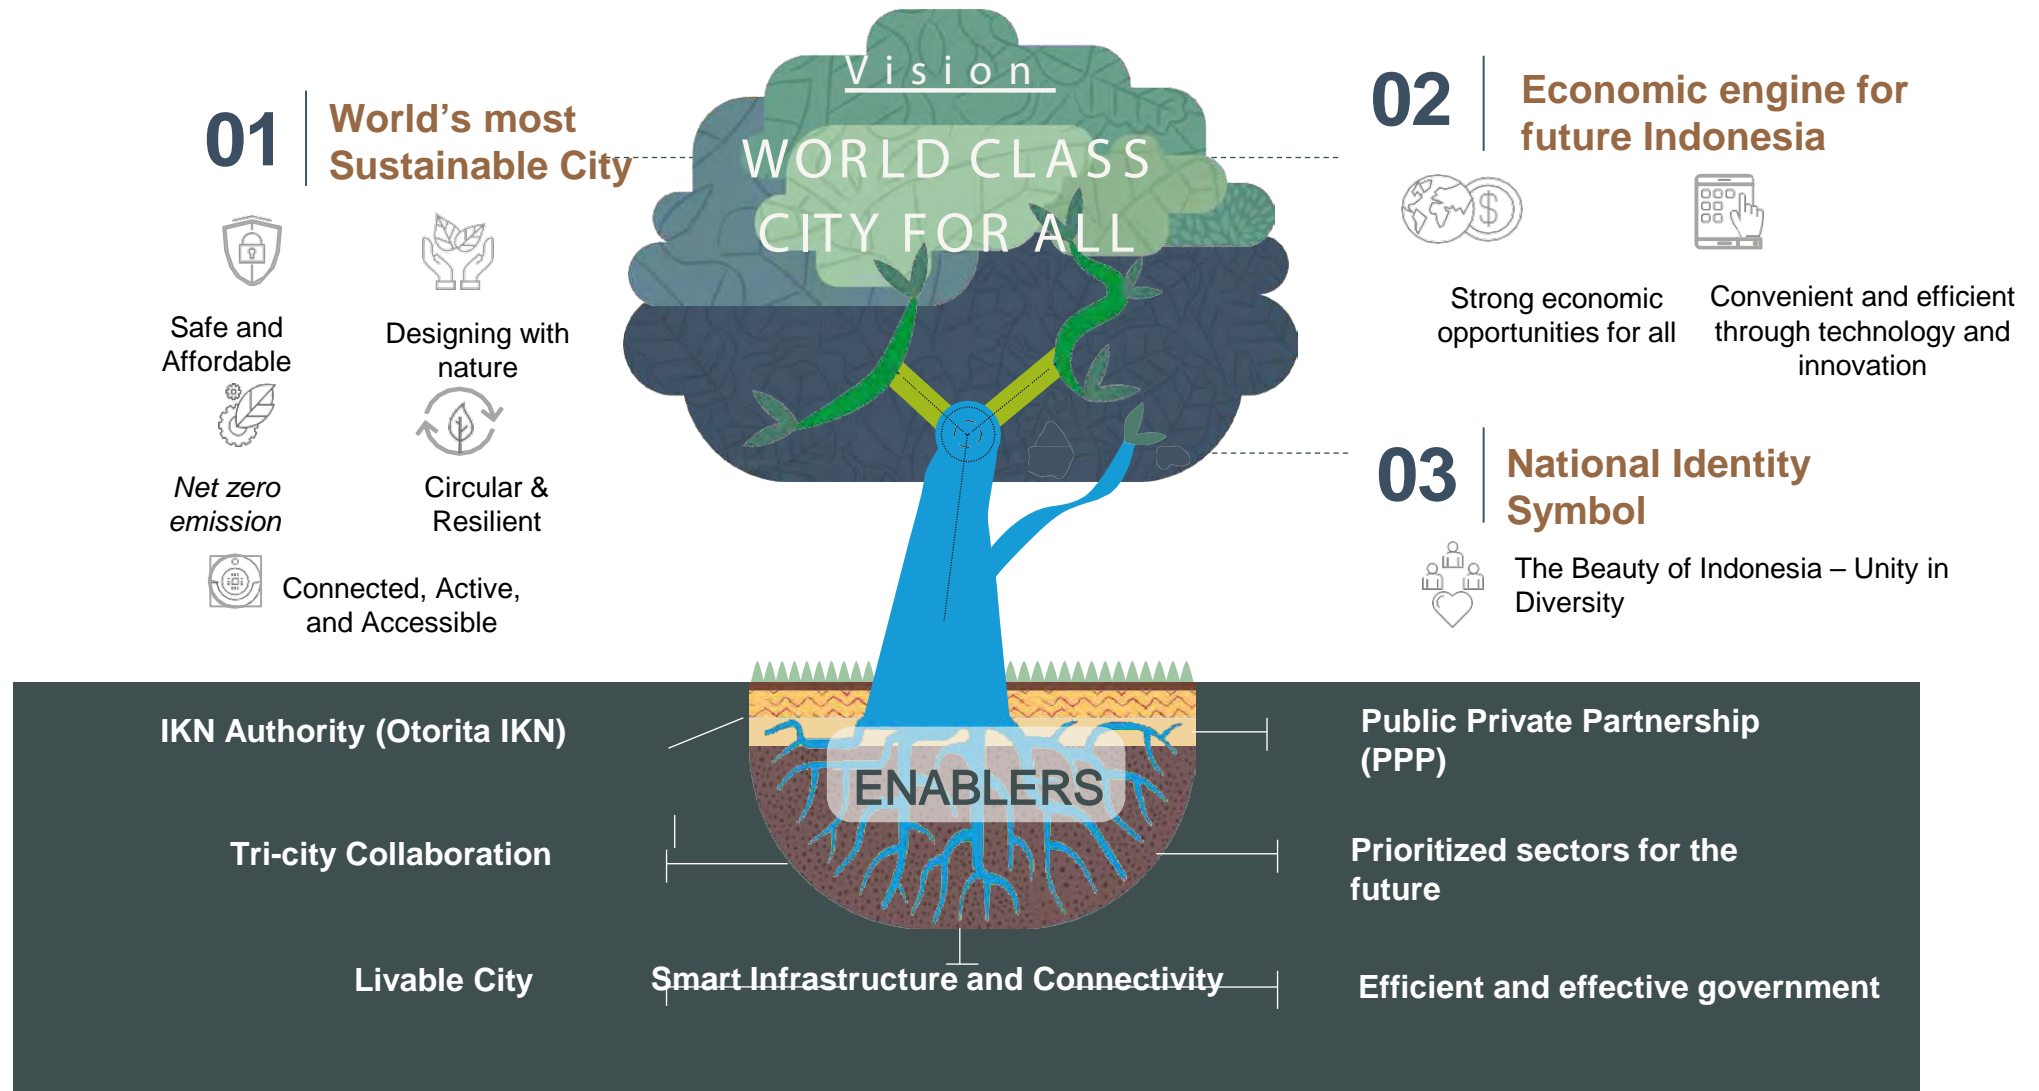 Vision
WORLD CLASS
CITY FOR ALL
01
World's most
Sustainable City
Safe and
Affordable
Designing with
nature
Net zero
emission
Circular &
Resilient
Connected, Active,
and Accessible
02
Economic engine for
future Indonesia
Strong economic
opportunities for all
Convenient and efficient
through technology and
innovation
03
National Identity
Symbol
The Beauty of Indonesia – Unity in
Diversity
ENABLERS
IKN Authority (Otorita IKN)
Tri-city Collaboration
Livable City
Smart Infrastructure and Connectivity
Public Private Partnership
(PPP)
Prioritized sectors for the
future
Efficient and effective government